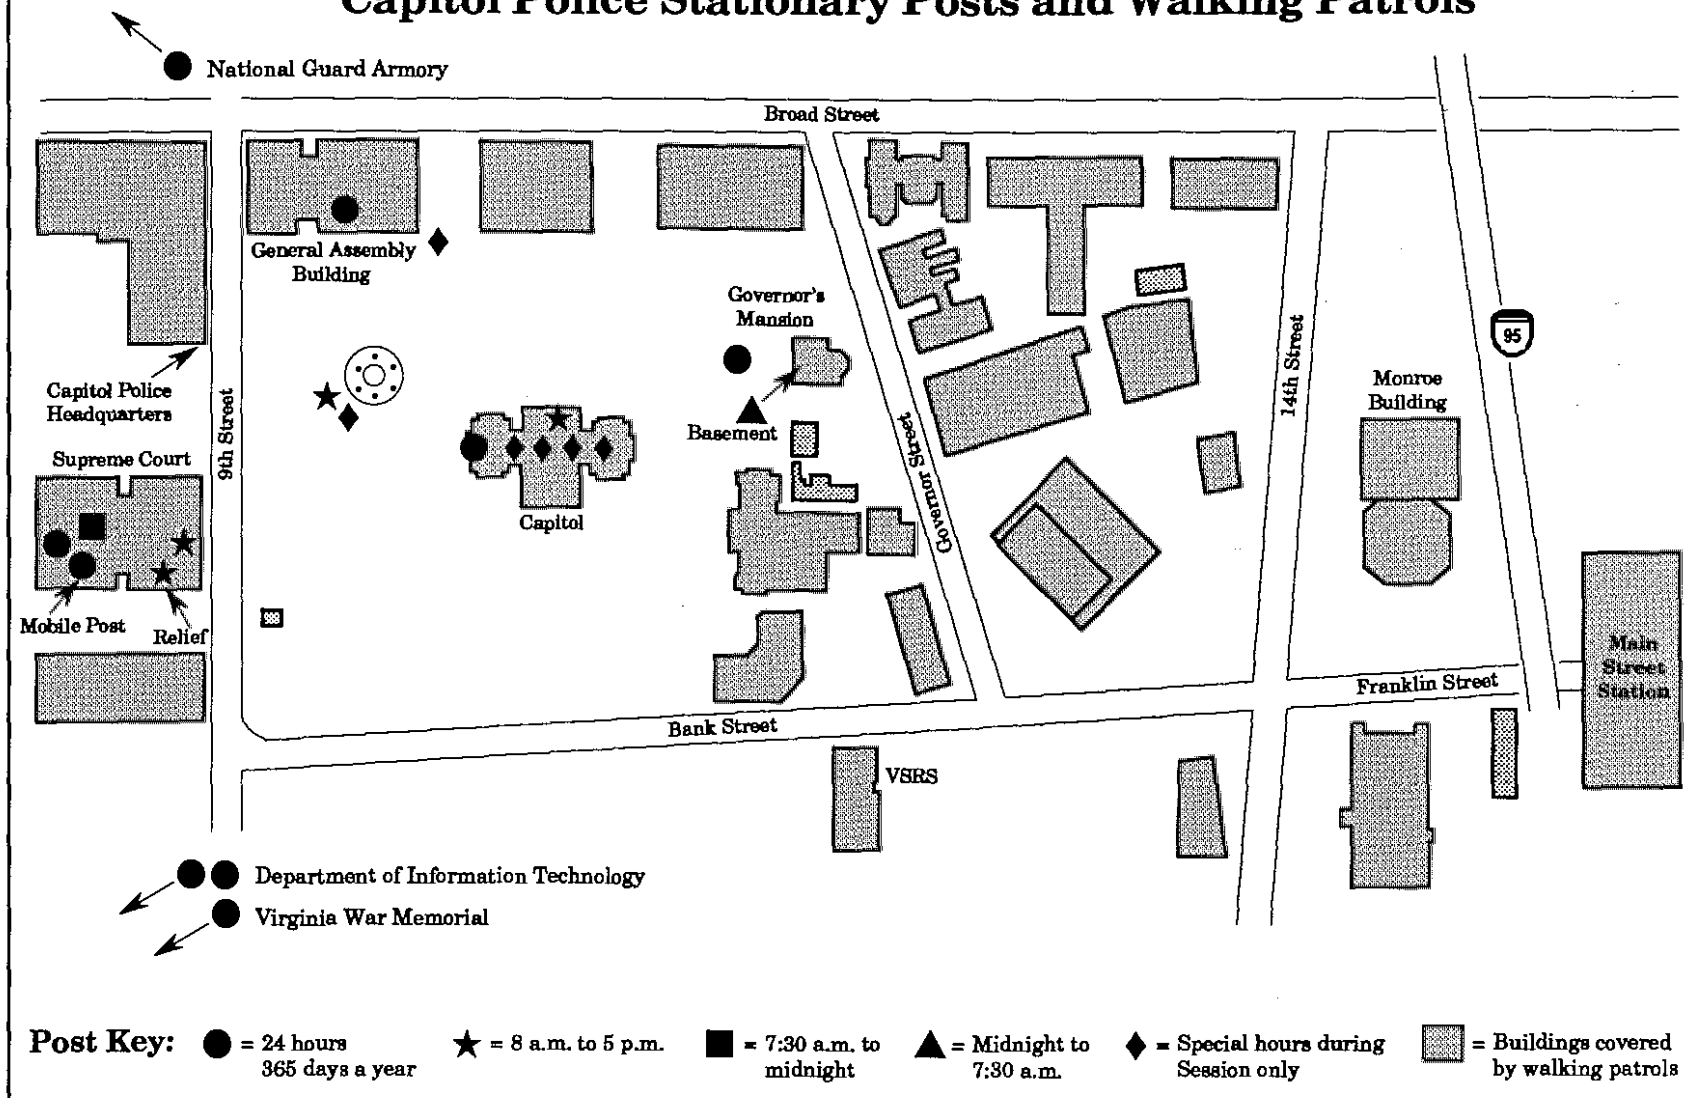 Capitol Police Stationary Posts and Walking Patrols
National Guard Armory
Broad Street
General Assembly
Building
Governor's
Mansion
95
Capitol Police
Headquarters
9th Street
14th Street
Monroe
Building
Basement
Governor Street
Supreme Court
Capitol
Mobile Post
Relief
Main
Street
Station
Franklin Street
Bank Street
VSRS
Department of Information Technology
Virginia War Memorial
Post Key:
= 24 hours
365 days a year
= 8 a.m. to 5 p.m.
= 7:30 a.m. to
midnight
= Midnight to
7:30 a.m.
= Special hours during
Session only
= Buildings covered
by walking patrols